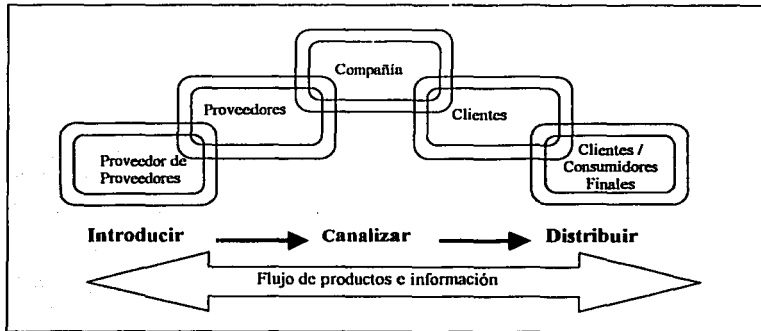 Compañía
Proveedores
Clientes
Proveedor de
Proveedores
Clientes /
Consumidores
Finales
Introducir
Canalizar
Distribuir
Flujo de productos e información